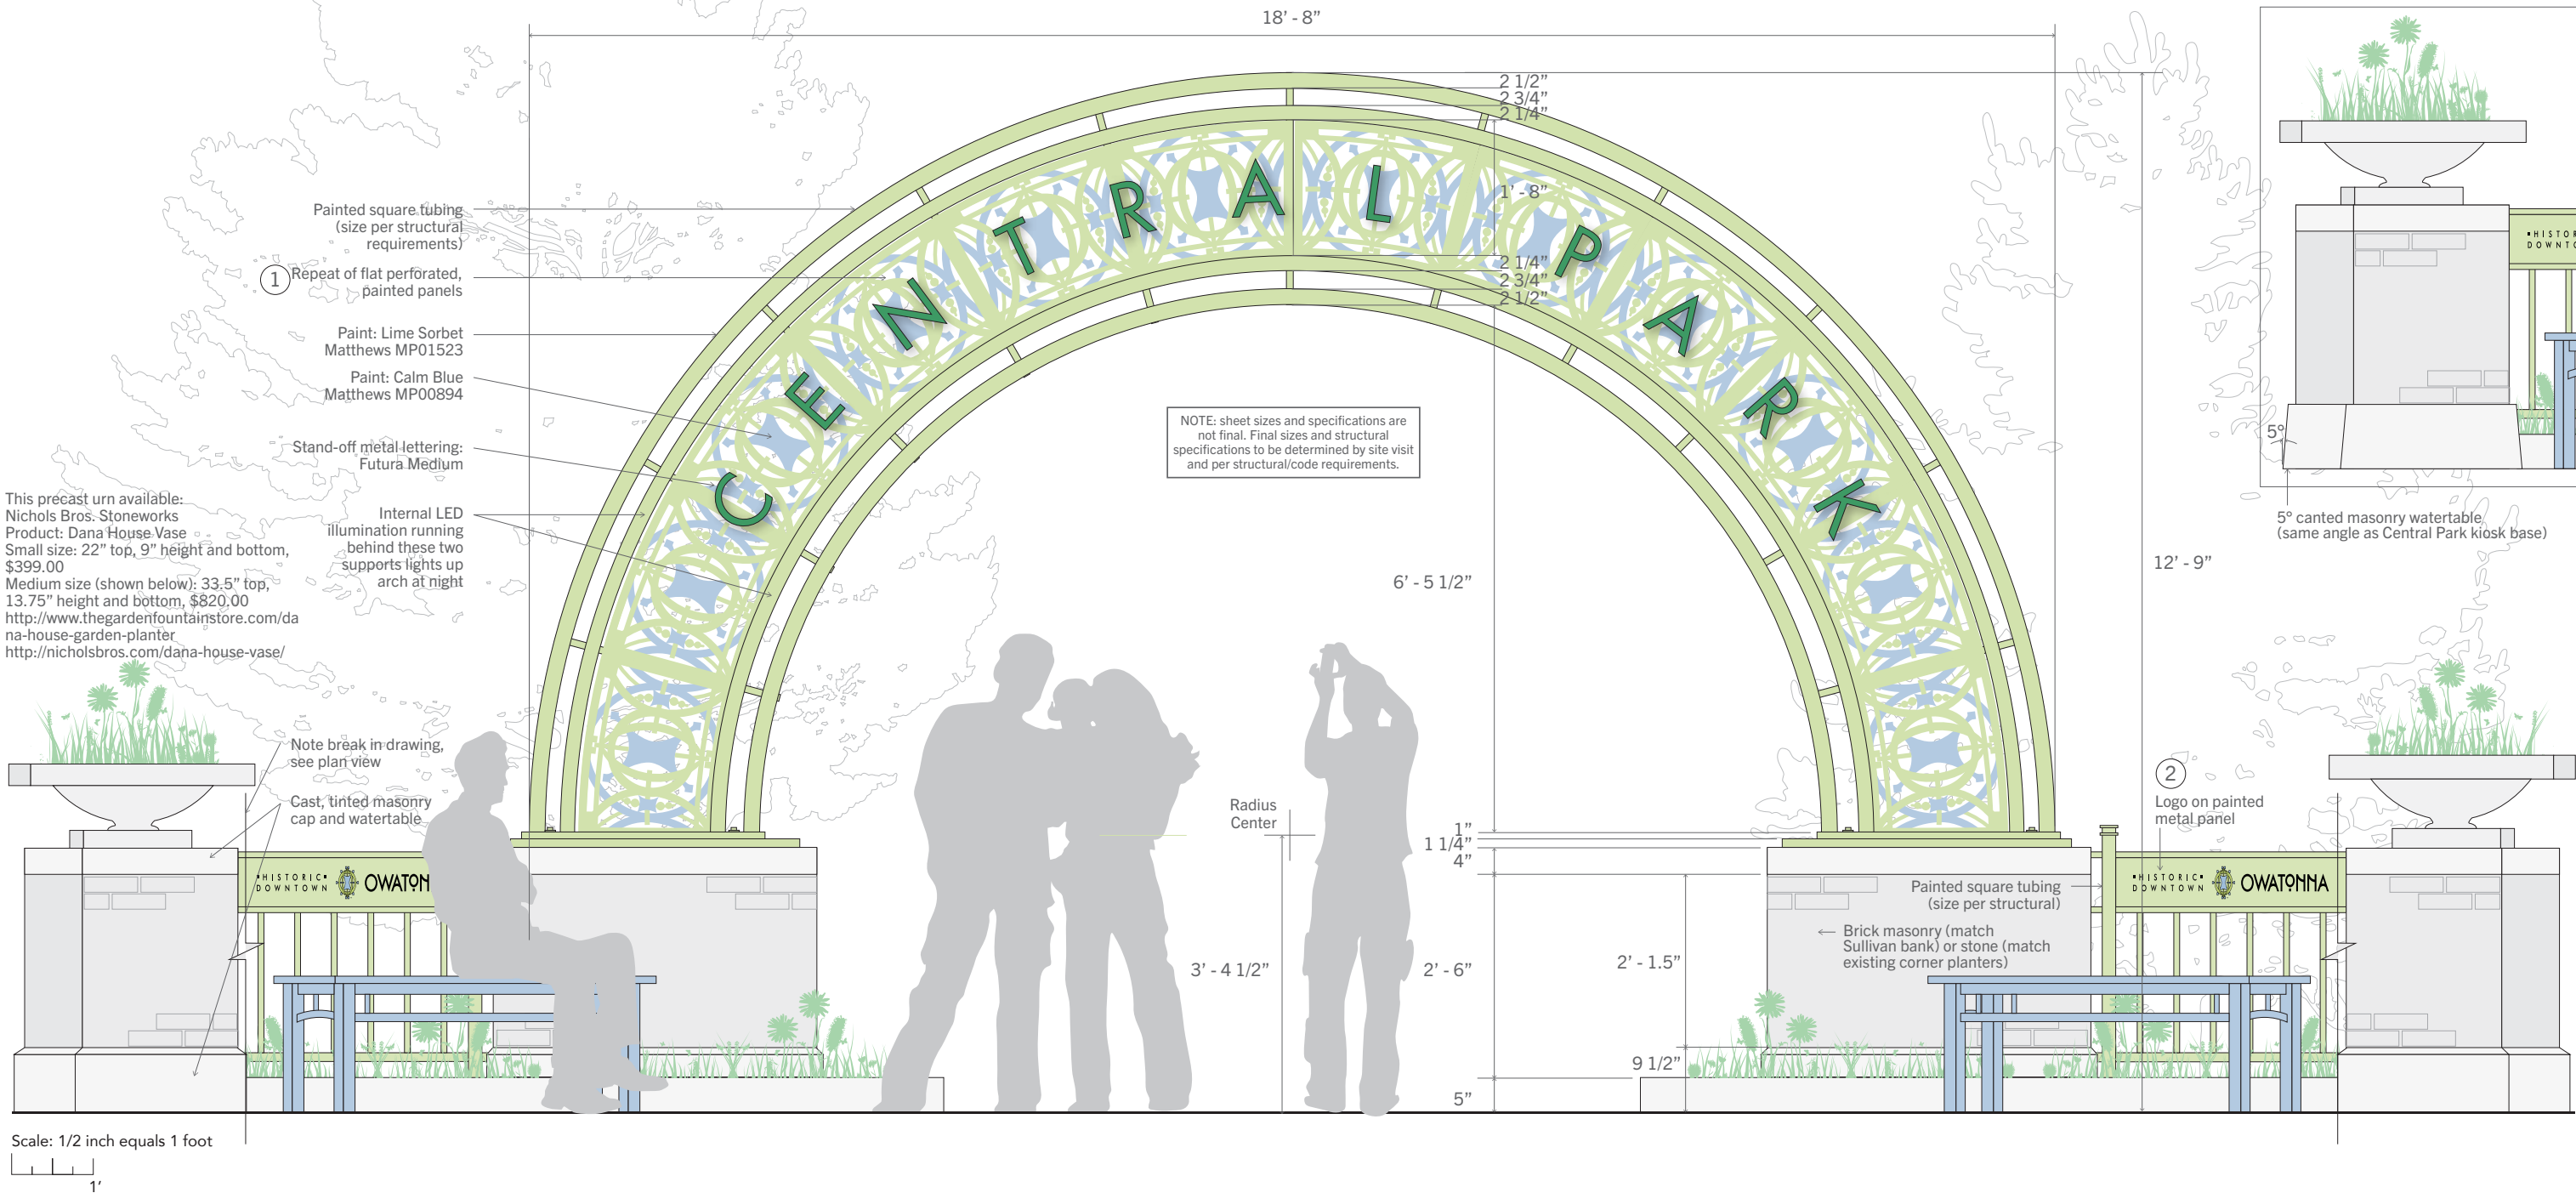 18’ - 8”
2 1/2”
2 3/4”
2 1/4”
1’ - 8”
2 1/4”
2 3/4”
2 1/2”
CENTRAL PARK
Painted square tubing
(size per structural
requirements)
1
Repeat of flat perforated,
painted panels
Paint: Lime Sorbet
Matthews MP01523
Paint: Calm Blue
Matthews MP00894
Stand-off metal lettering:
Futura Medium
Internal LED
illumination running
behind these two
supports lights up
arch at night
This precast urn available:
Nichols Bros. Stoneworks
Product: Dana House Vase
Small size: 22” top, 9” height and bottom,
$399.00
Medium size (shown below): 33.5” top,
13.75” height and bottom, $820.00
http://www.thegardenfountainstore.com/da
na-house-garden-planter
http://nicholsbros.com/dana-house-vase/
NOTE: sheet sizes and specifications are
not final. Final sizes and structural
specifications to be determined by site visit
and per structural/code requirements.
HISTOR
DOWNTO
5°
5° canted masonry watertable
(same angle as Central Park kiosk base)
12’ - 9”
6’ - 5 1/2”
Note break in drawing,
see plan view
Cast, tinted masonry
cap and watertable
HISTORIC
DOWNTOWN
OWATON
Radius
Center
1”
1 1/4”
4”
3’ - 4 1/2”
2’ - 6”
5”
2’ - 1.5”
9 1/2”
2
Logo on painted
metal panel
Painted square tubing
(size per structural)
HISTORIC
DOWNTOWN
OWATONNA
Brick masonry (match
Sullivan bank) or stone (match
existing corner planters)
Scale: 1/2 inch equals 1 foot
1’